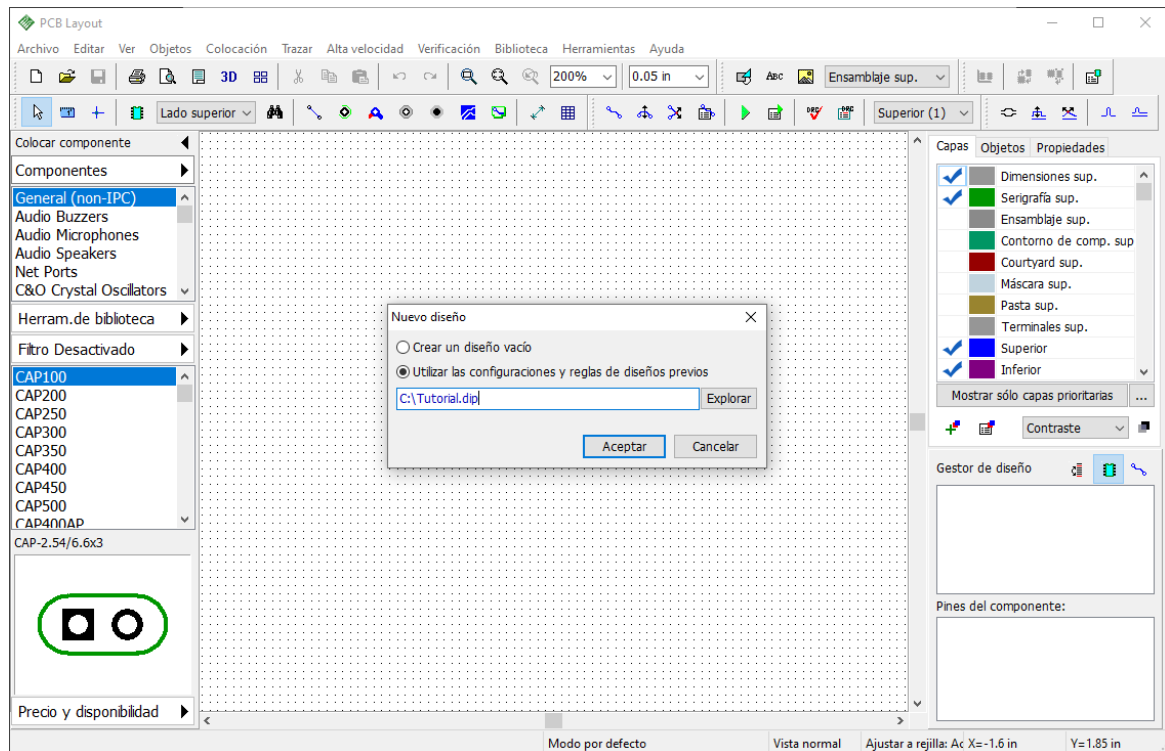 PCB Layout
Archivo Editar Ver Objetos Colocación Trazar Alta velocidad Verificación Biblioteca Herramientas Ayuda
3D 200% 0.05 in ABC Ensamblaje sup.
Lado superior A DRC DRC Superior (1)
Colocar componente
Componentes
General (non-IPC)
Audio Buzzers
Audio Microphones
Audio Speakers
Net Ports
C&O Crystal Oscillators
Herram.de biblioteca
Filtro Desactivado
CAP100
CAP200
CAP250
CAP300
CAP350
CAP400
CAP450
CAP500
CAP400AP
CAP-2.54/6.6x3
Precio y disponibilidad
Nuevo diseño
Crear un diseño vacío
Utilizar las configuraciones y reglas de diseños previos
C:\Tutorial.dip
Explorar
Aceptar Cancelar
Capas Objetos Propiedades
Dimensiones sup.
Serigrafía sup.
Ensamblaje sup.
Contorno de comp. sup
Courtyard sup.
Máscara sup.
Pasta sup.
Terminales sup.
Superior
Inferior
Mostrar sólo capas prioritarias ...
Contraste
Gestor de diseño
Pines del componente:
Modo por defecto Vista normal Ajustar a rejilla: Ac X=-1.6 in Y=1.85 in